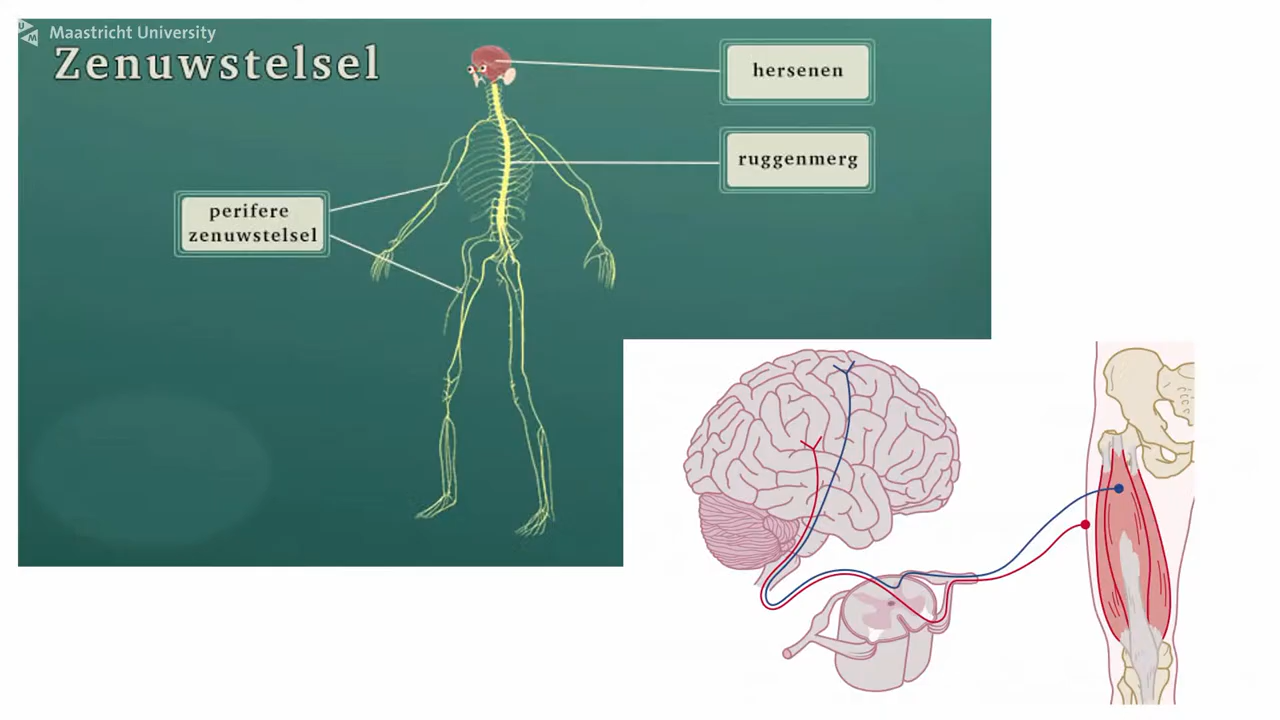 Maastricht University
Zenuwstelsel
hersenen
ruggenmerg
perifere
zenuwstelsel